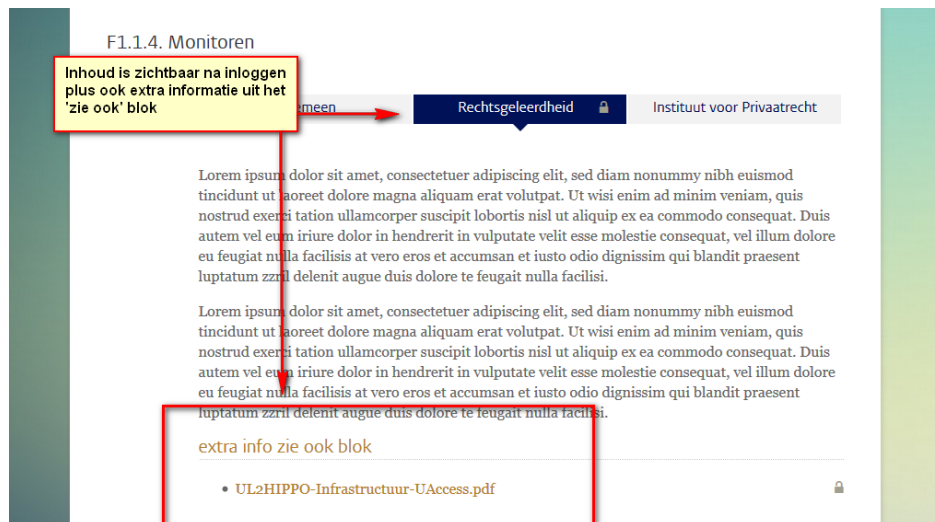 F1.1.4. Monitoren
Inhoud is zichtbaar na inloggen
plus ook extra informatie uit het
'zie ook' blok
emeen
Rechtsgeleerdheid
Instituut voor Privaatrecht
Lorem ipsum dolor sit amet, consectetuer adipiscing elit, sed diam nonummy nibh euismod
tincidunt ut laoreet dolore magna aliquam erat volutpat. Ut wisi enim ad minim veniam, quis
nostrud exerci tation ullamcorper suscipit lobortis nisl ut aliquip ex ea commodo consequat. Duis
autem vel eum iriure dolor in hendrerit in vulputate velit esse molestie consequat, vel illum dolore
eu feugiat nulla facilisis at vero eros et accumsan et iusto odio dignissim qui blandit praesent
luptatum zzril delenit augue duis dolore te feugait nulla facilisi.
Lorem ipsum dolor sit amet, consectetuer adipiscing elit, sed diam nonummy nibh euismod
tincidunt ut laoreet dolore magna aliquam erat volutpat. Ut wisi enim ad minim veniam, quis
nostrud exerci tation ullamcorper suscipit lobortis nisl ut aliquip ex ea commodo consequat. Duis
autem vel eum iriure dolor in hendrerit in vulputate velit esse molestie consequat, vel illum dolore
eu feugiat nulla facilisis at vero eros et accumsan et iusto odio dignissim qui blandit praesent
luptatum zzril delenit augue duis dolore te feugait nulla facilisi.
extra info zie ook blok
• UL2HIPPO-Infrastructuur-UAccess.pdf